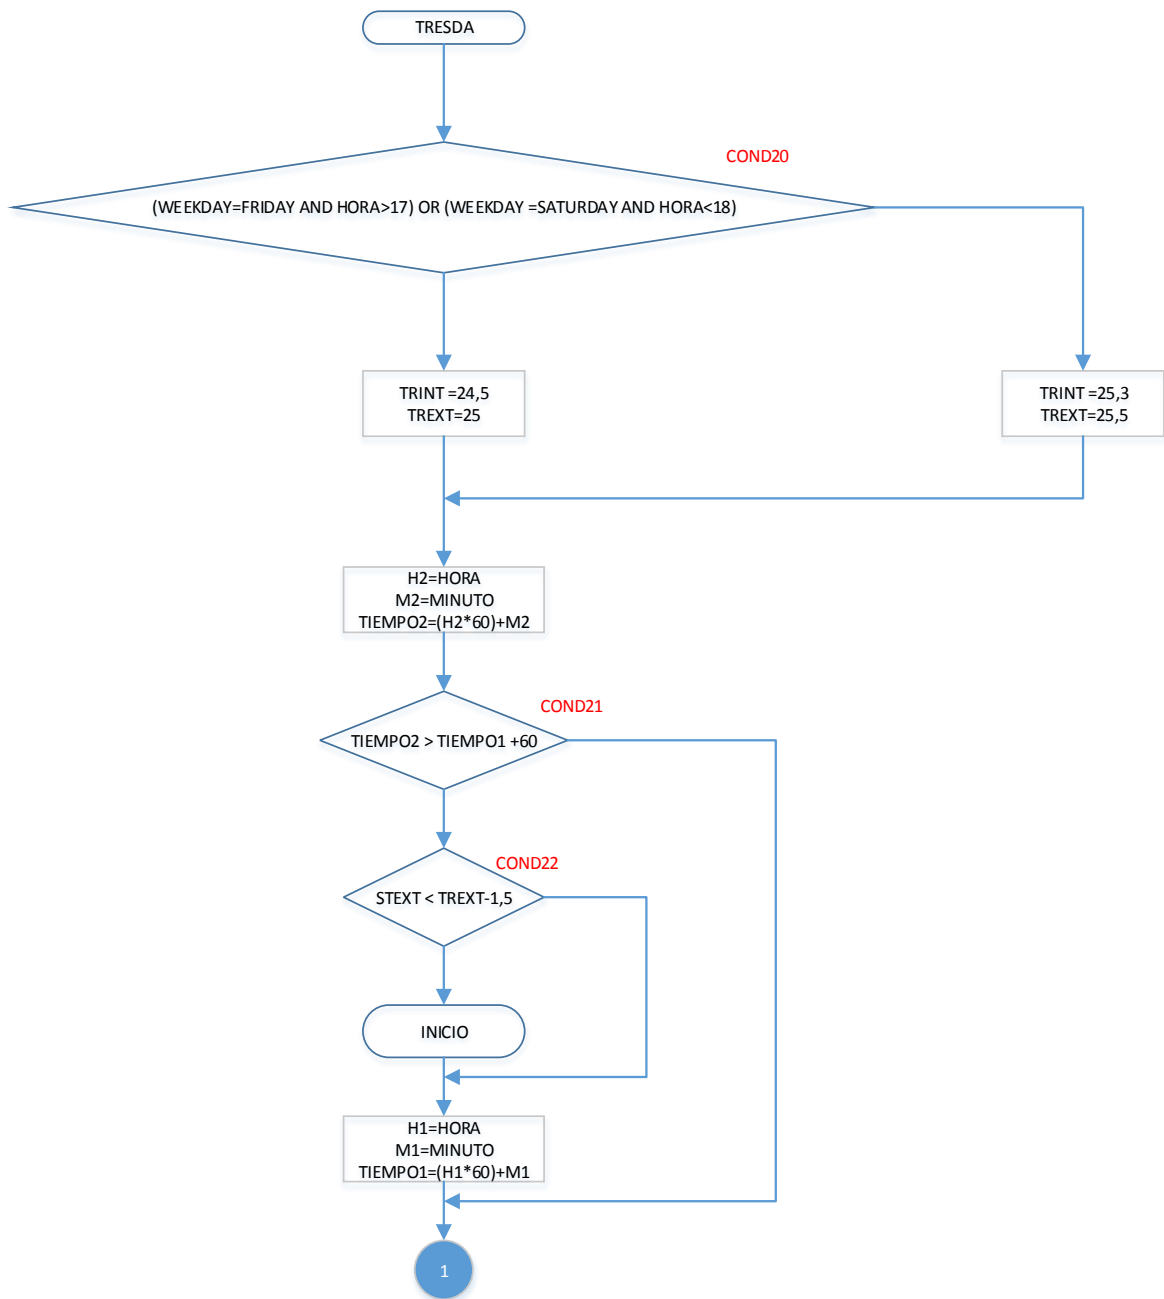 TRESDA
COND20
(WEEKDAY=FRIDAY AND HORA>17) OR (WEEKDAY =SATURDAY AND HORA<18)
TRINT =24,5
TREXT=25
TRINT =25,3
TREXT=25,5
H2=HORA
M2=MINUTO
TIEMPO2=(H2*60)+M2
COND21
TIEMPO2 > TIEMPO1 +60
COND22
STEXT < TREXT-1,5
INICIO
H1=HORA
M1=MINUTO
TIEMPO1=(H1*60)+M1
1